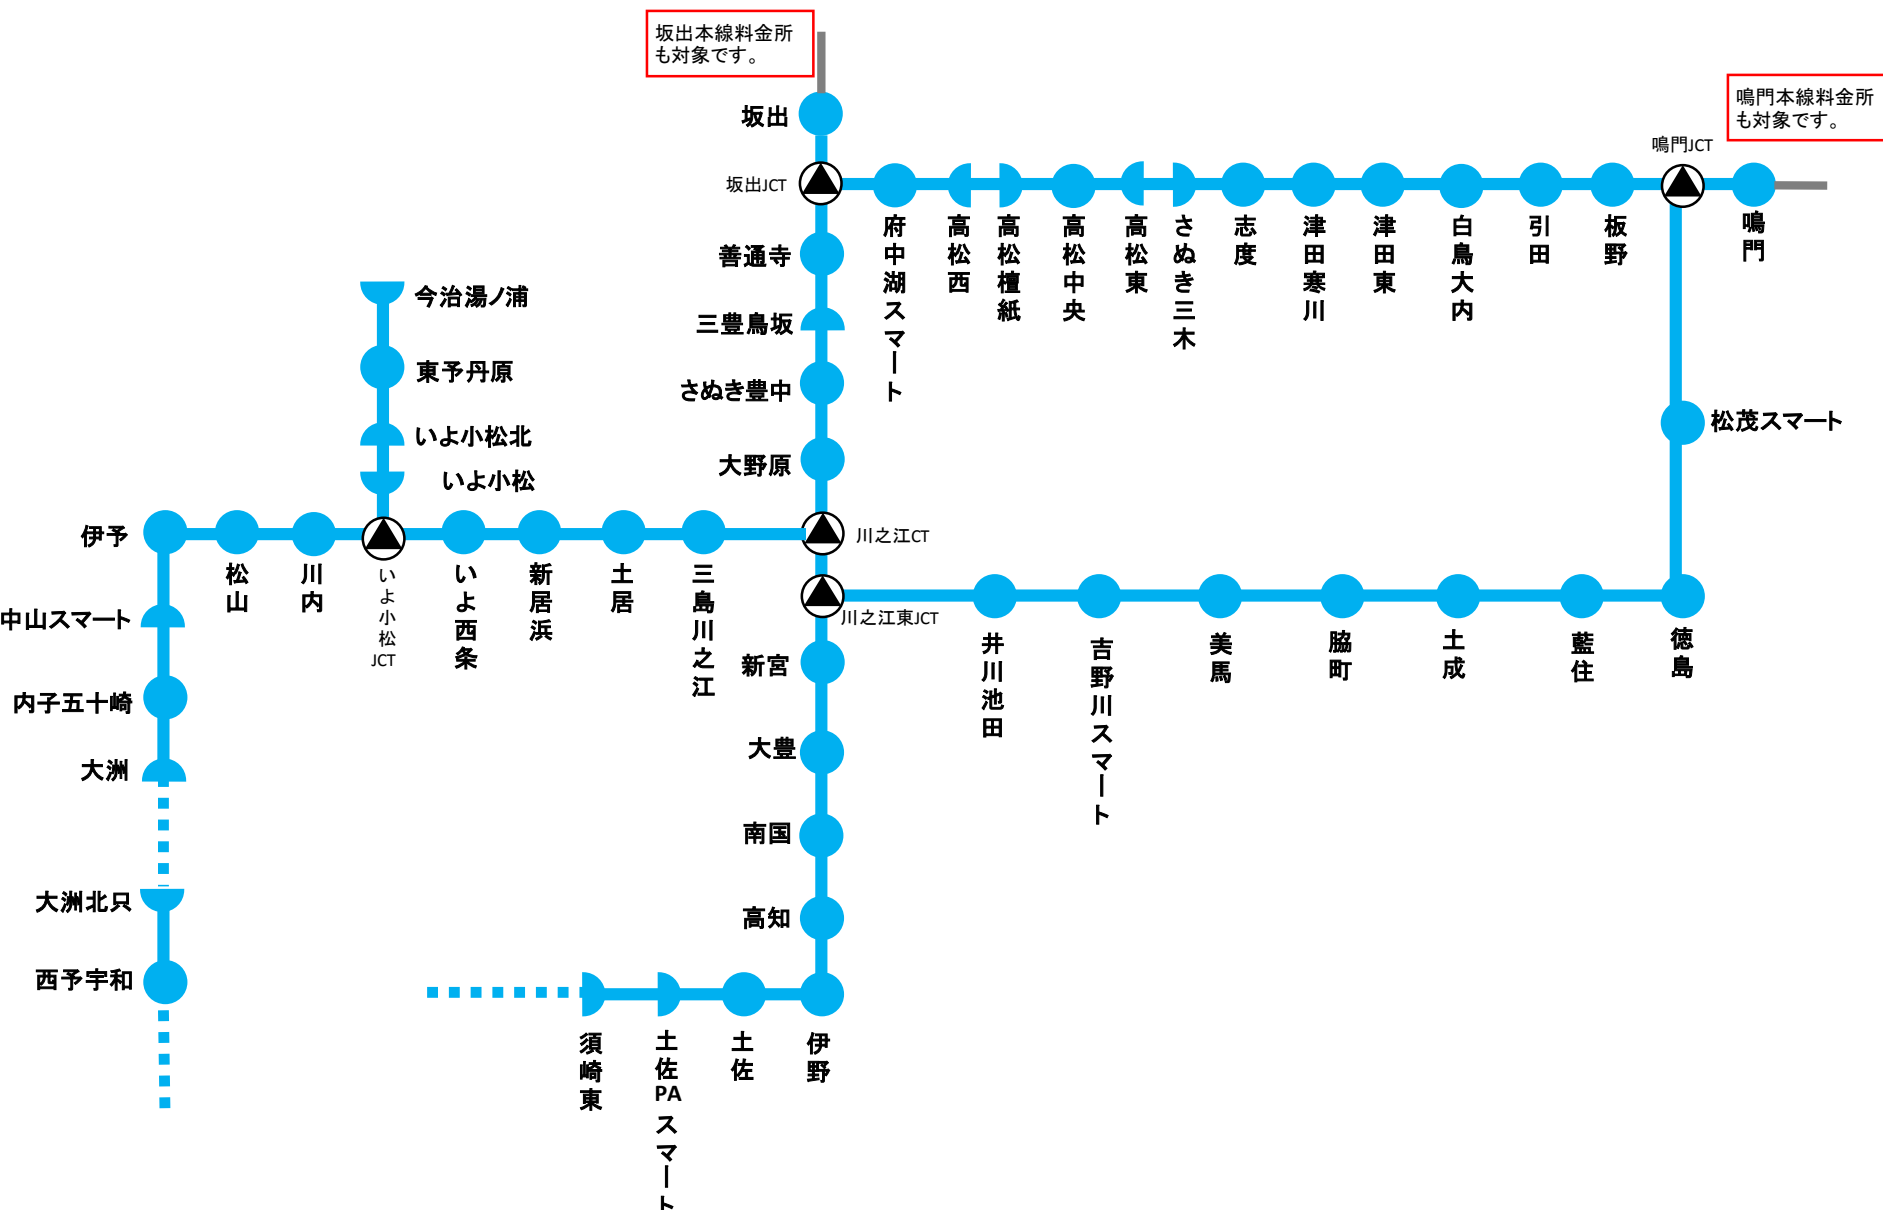 坂出本線料金所
も対象です。
鳴門本線料金所
も対象です。
坂出
坂出JCT
鳴門JCT
府中湖スマート
高松西
高松檀紙
高松中央
高松東
さぬき三木
志度
津田寒川
津田東
白鳥大内
引田
板野
鳴門
善通寺
三豊鳥坂
さぬき豊中
大野原
松茂スマート
今治湯ノ浦
東予丹原
いよ小松北
いよ小松
伊予
松山
川内
いよ小松
JCT
いよ西条
新居浜
土居
三島川之江
川之江CT
川之江東JCT
井川池田
吉野川スマート
美馬
脇町
土成
藍住
徳島
中山スマート
内子五十崎
大洲
大洲北只
西予宇和
新宮
大豊
南国
高知
須崎東
土佐PAスマート
土佐
伊野